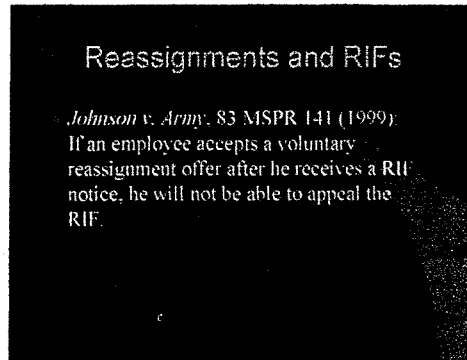 Reassignments and RIFs
Johnson v. Army, 83 MSPR 141 (1999):
If an employee accepts a voluntary
reassignment offer after he receives a RIF
notice, he will not be able to appeal the
RIF.